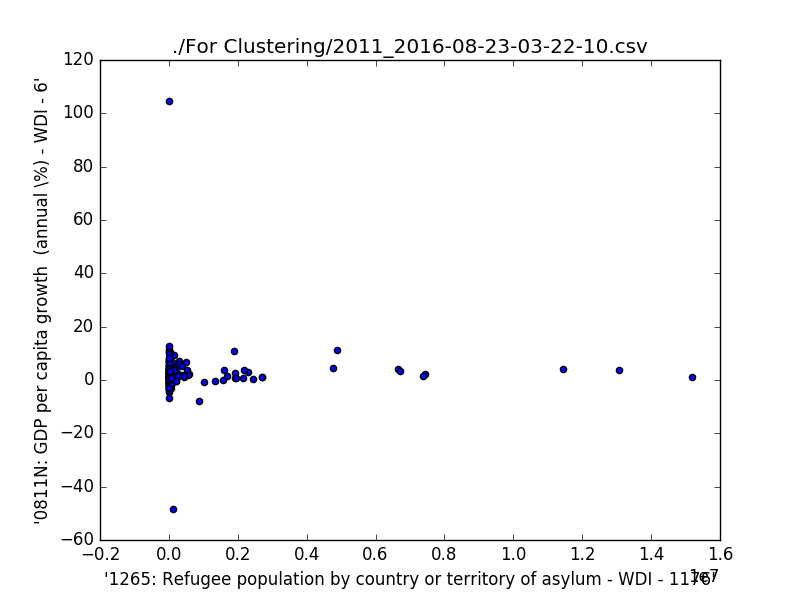 ./For Clustering/2011_2016-08-23-03-22-10.csv
120
100
80
60
40
20
0
−20
−40
−60
'0811N: GDP per capita growth  (annual \%) - WDI - 6'
−0.2 0.0 0.2 0.4 0.6 0.8 1.0 1.2 1.4 1.6
1e7
'1265: Refugee population by country or territory of asylum - WDI - 1176'